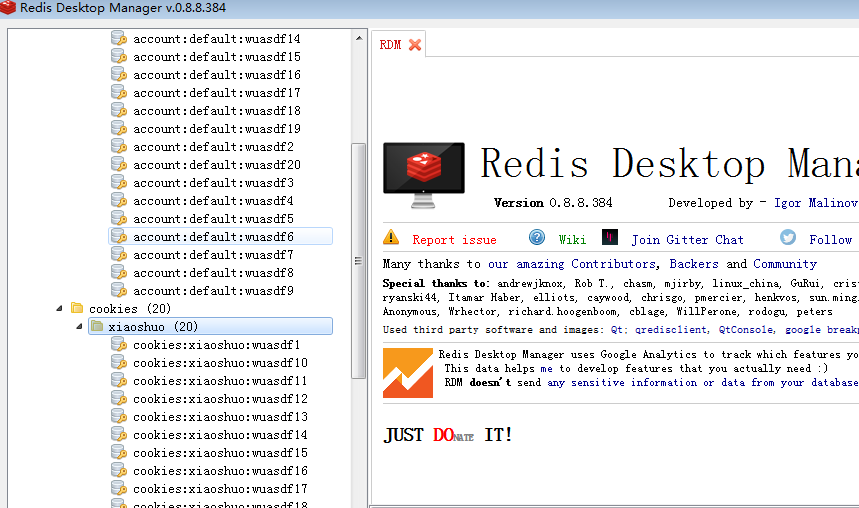 Redis Desktop Manager v.0.8.8.384
account:default:wuasdf14
account:default:wuasdf15
account:default:wuasdf16
account:default:wuasdf17
account:default:wuasdf18
account:default:wuasdf19
account:default:wuasdf2
account:default:wuasdf20
account:default:wuasdf3
account:default:wuasdf4
account:default:wuasdf5
account:default:wuasdf6
account:default:wuasdf7
account:default:wuasdf8
account:default:wuasdf9
cookies (20)
xiaoshuo (20)
cookies:xiaoshuo:wuasdf1
cookies:xiaoshuo:wuasdf10
cookies:xiaoshuo:wuasdf11
cookies:xiaoshuo:wuasdf12
cookies:xiaoshuo:wuasdf13
cookies:xiaoshuo:wuasdf14
cookies:xiaoshuo:wuasdf15
cookies:xiaoshuo:wuasdf16
cookies:xiaoshuo:wuasdf17
cookies:xiaoshuo:wuasdf18
RDM
Redis Desktop Mana
Version 0.8.8.384 Developed by - Igor Malinov
Report issue Wiki Join Gitter Chat Follow
Many thanks to our amazing Contributors, Backers and Community
Special thanks to: andrewjknox, Rob T., chasm, mjirby, linux_china, GuRui, cris
ryanski44, Itamar Haber, elliots, caywood, chrisgo, pmercier, henkvos, sun.ming.
Anonymous, Wrhector, richard.hoogenboom, cblage, WillPerone, rodogu, peters
Used third party software and images: Qt, qredisclient, QtConsole, google breakp
Redis Desktop Manager uses Google Analytics to track which features yo
This data helps me to develop features that you actually need :)
RDM doesn't send any sensitive information or data from your database
JUST DONATE IT!